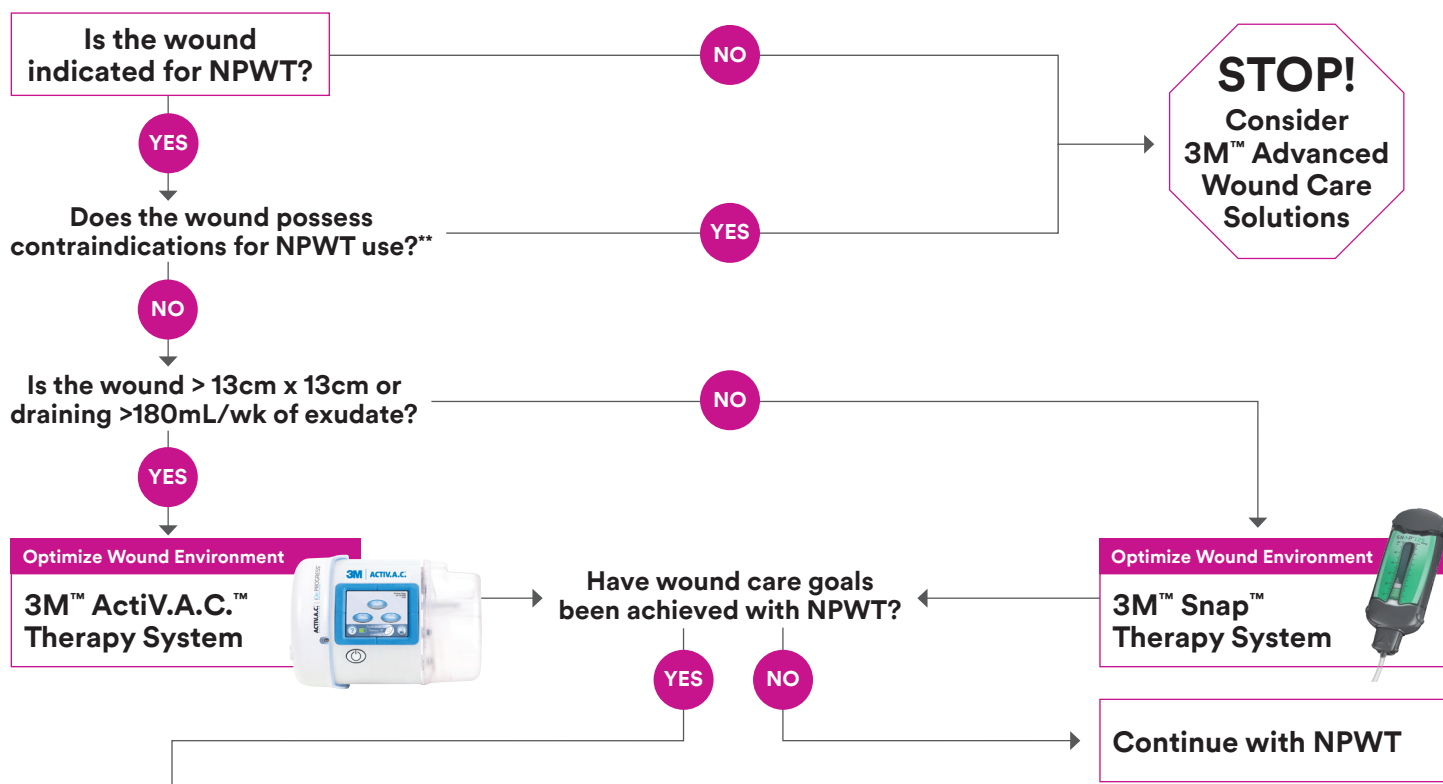 Is the wound
indicated for NPWT?
NO
STOP!
Consider
3M™ Advanced
Wound Care
Solutions
YES
Does the wound possess
contraindications for NPWT use?**
YES
NO
Is the wound > 13cm x 13cm or
draining >180mL/wk of exudate?
NO
YES
Optimize Wound Environment
3M™ ActiV.A.C.™
Therapy System
3M | ACTIV.A.C.
Have wound care goals
been achieved with NPWT?
Optimize Wound Environment
3M™ Snap™
Therapy System
YES
NO
Continue with NPWT